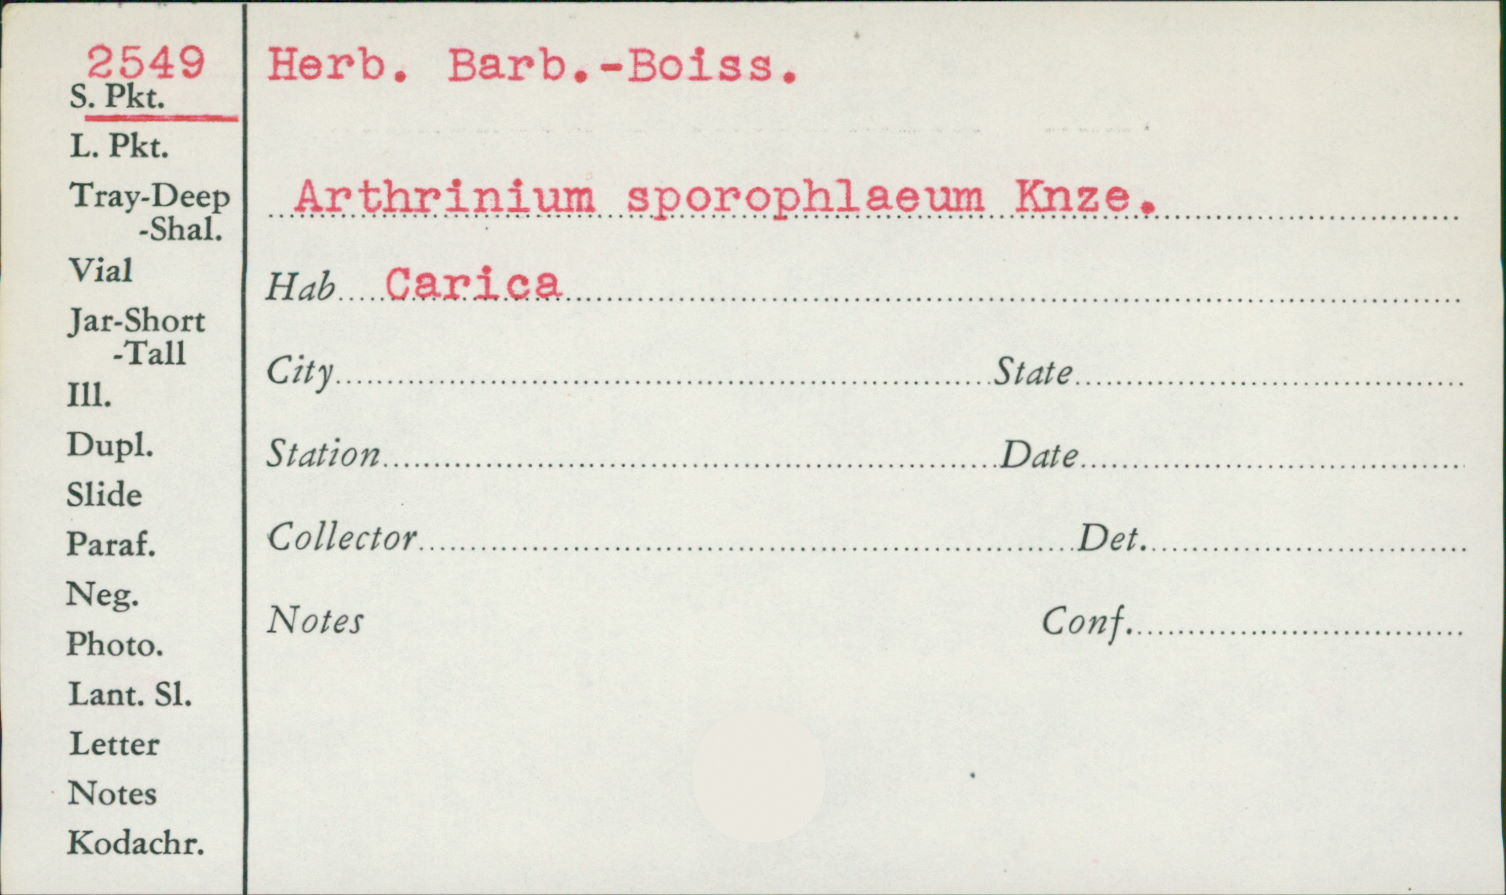 2549
S. Pkt.
L. Pkt.
Tray-Deep
-Shal.
Vial
Jar-Short
-Tall
Ill.
Dupl.
Slide
Paraf.
Neg.
Photo.
Lant. Sl.
Letter
Notes
Kodachr.
Herb. Barb.-Boiss.
Arthrinium sporophlaeum Knze.
Hab Carica
City State
Station Date
Collector Det.
Notes Conf.